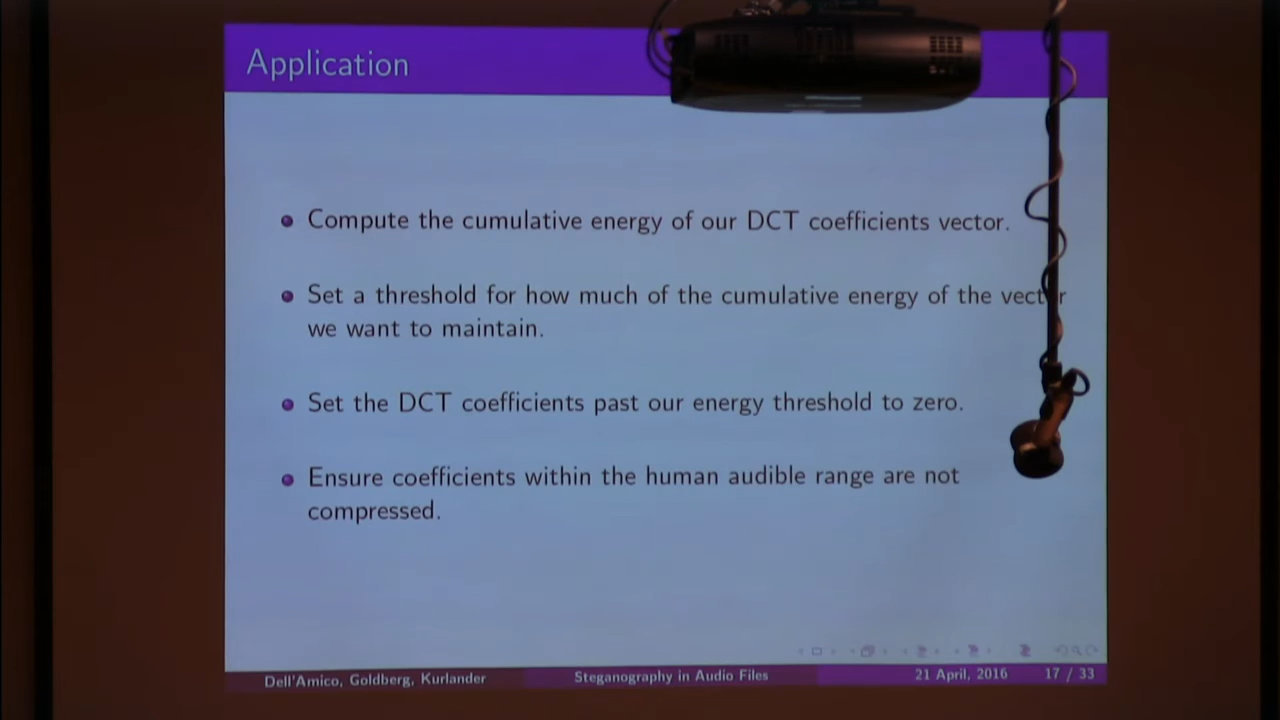 Application
Compute the cumulative energy of our DCT coefficients vector.
Set a threshold for how much of the cumulative energy of the vector
we want to maintain.
Set the DCT coefficients past our energy threshold to zero.
Ensure coefficients within the human audible range are not
compressed.
Dell'Amico, Goldberg, Kurlander
Steganography in Audio Files
21 April, 2016
17 / 33